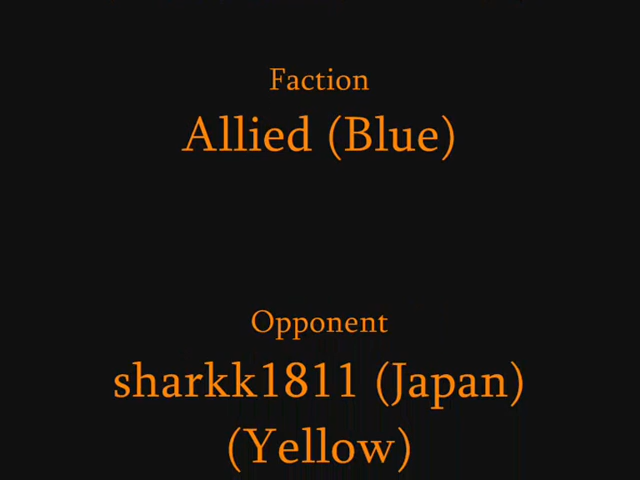 Faction
Allied (Blue)
Opponent
sharkk1811 (Japan)
(Yellow)